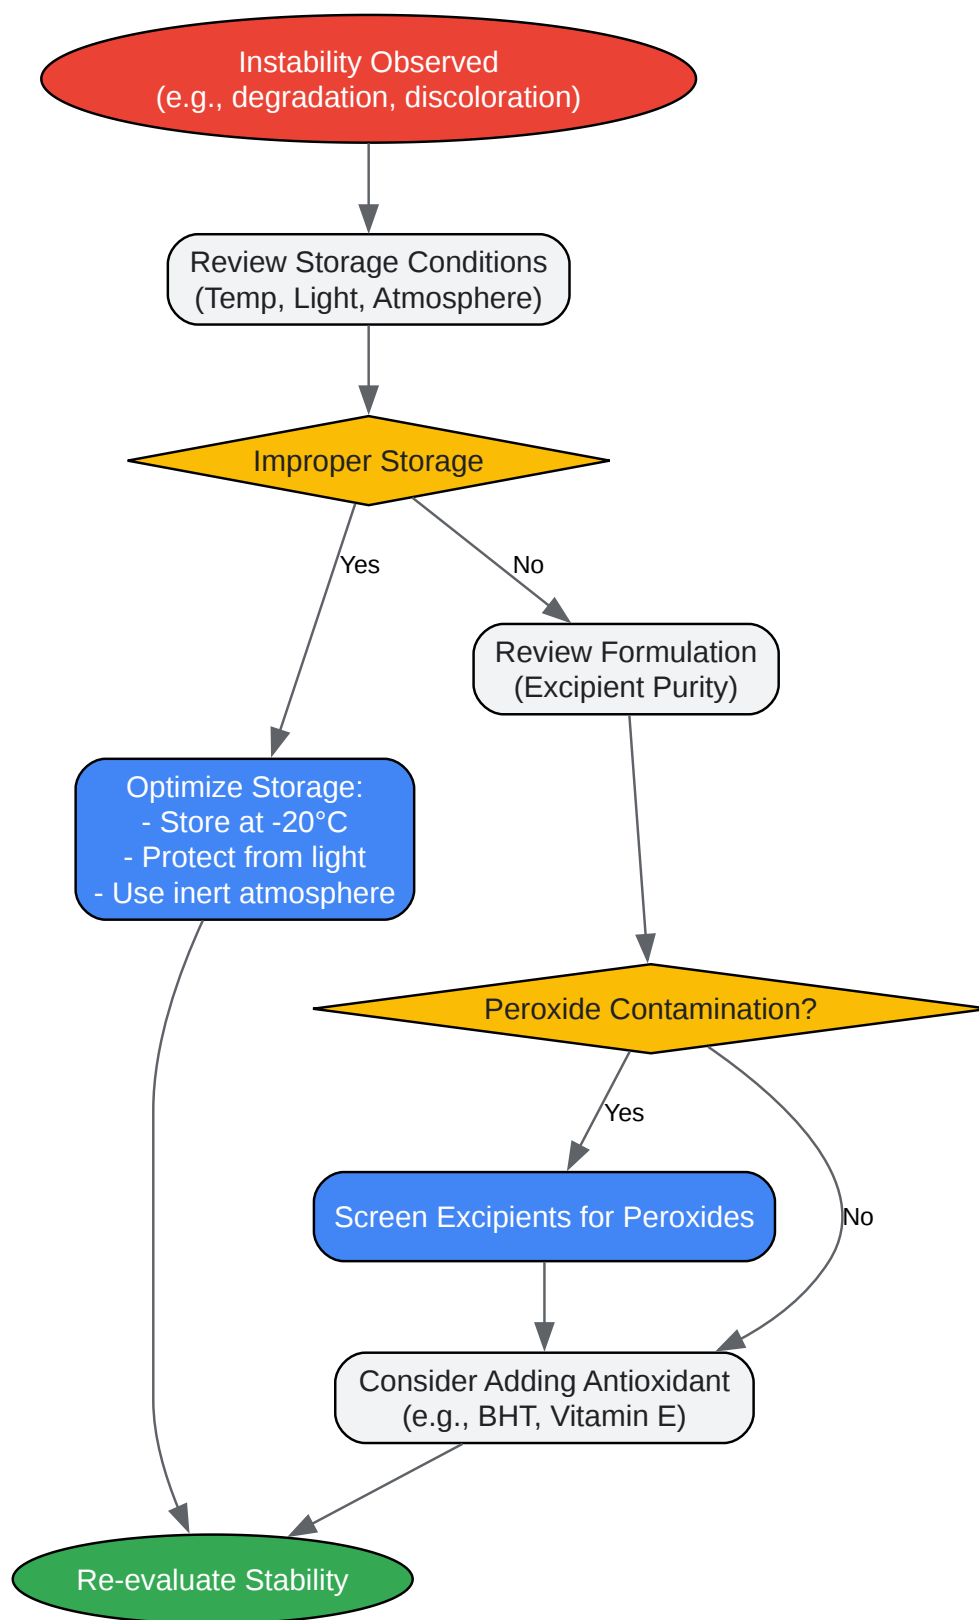 Instability Observed
(e.g., degradation, discoloration)
Review Storage Conditions
(Temp, Light, Atmosphere)
Improper Storage
Yes
No
Review Formulation
(Excipient Purity)
Optimize Storage:
- Store at -20°C
- Protect from light
- Use inert atmosphere
Peroxide Contamination?
Yes
Screen Excipients for Peroxides
No
Consider Adding Antioxidant
(e.g., BHT, Vitamin E)
Re-evaluate Stability